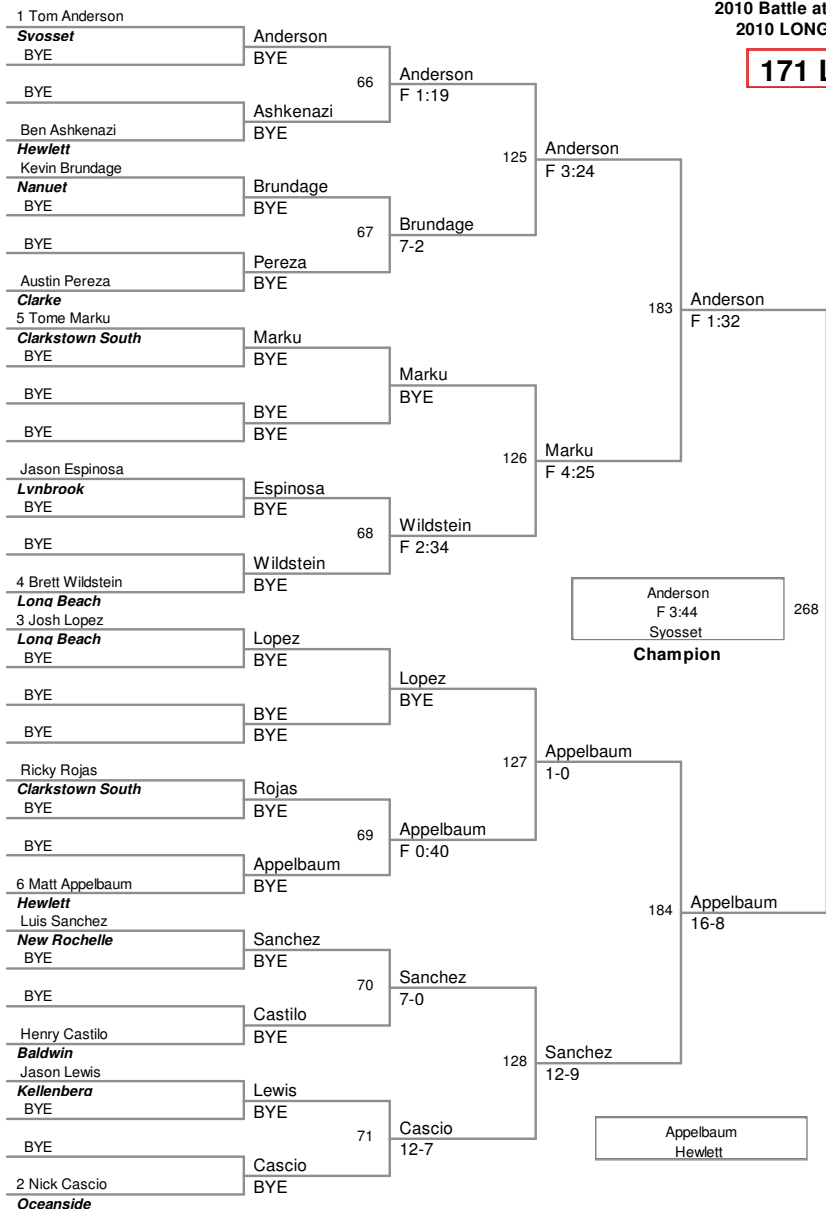 2010 Battle at
2010 LONG
171 L
1 Tom Anderson
Syosset
BYE
BYE
Ben Ashkenazi
Hewlett
Kevin Brundage
Nanuet
BYE
BYE
Austin Pereza
Clarke
5 Tome Marku
Clarkstown South
BYE
BYE
BYE
Jason Espinosa
Lynbrook
BYE
BYE
4 Brett Wildstein
Long Beach
3 Josh Lopez
Long Beach
BYE
BYE
BYE
Ricky Rojas
Clarkstown South
BYE
BYE
6 Matt Appelbaum
Hewlett
Luis Sanchez
New Rochelle
BYE
BYE
Henry Castilo
Baldwin
Jason Lewis
Kellenberg
BYE
BYE
2 Nick Cascio
Oceanside
Anderson
BYE
66
Ashkenazi
BYE
Brundage
BYE
67
Pereza
BYE
Marku
BYE
BYE
BYE
Espinosa
BYE
68
Wildstein
BYE
Lopez
BYE
BYE
BYE
Rojas
BYE
69
Appelbaum
BYE
Sanchez
BYE
70
Castilo
BYE
Lewis
BYE
71
Cascio
BYE
Anderson
F 1:19
125
Brundage
7-2
Marku
BYE
126
Wildstein
F 2:34
Lopez
BYE
127
Appelbaum
F 0:40
Sanchez
7-0
128
Cascio
12-7
Anderson
F 3:24
183
Marku
F 4:25
Appelbaum
1-0
184
Sanchez
12-9
Anderson
F 1:32
Appelbaum
16-8
Anderson
F 3:44
Syosset
268
Champion
Appelbaum
Hewlett